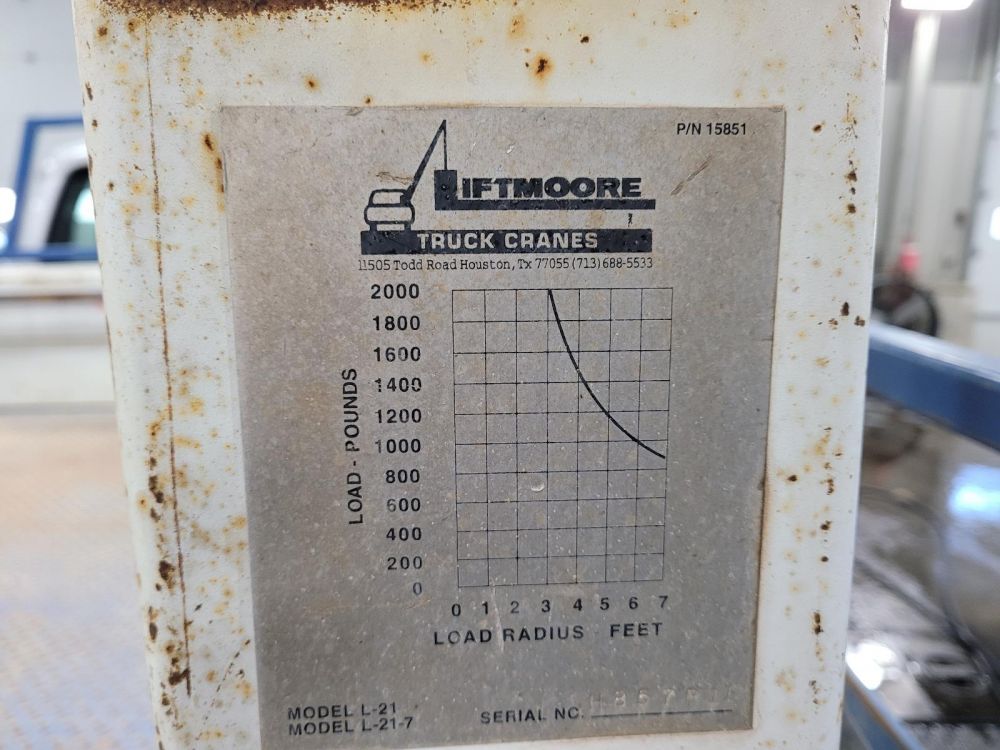 P/N 15851
LIFTMOORE
TRUCK CRANES
11505 Todd Road Houston, Tx 77055 (713) 688-5533
2000
1800
1600
1400
1200
1000
800
600
400
200
0
LOAD - POUNDS
0 1 2 3 4 5 6 7
LOAD RADIUS - FEET
MODEL L-21
MODEL L-21-7
SERIAL NO.